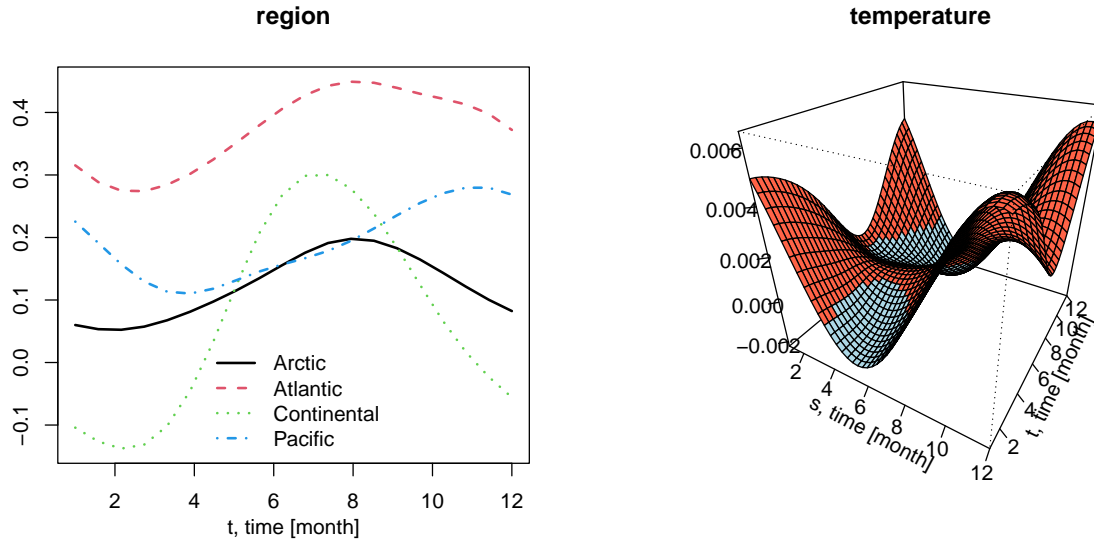 region
temperature
0.4
0.3
0.2
0.1
0.0
−0.1
Arctic
Atlantic
Continental
Pacific
2 4 6 8 10 12
t, time [month]
0.006
0.004
0.002
0.000
−0.002
2 4 6 8 10 12
s, time [month]
2 4 6 8 10 12
t, time [month]